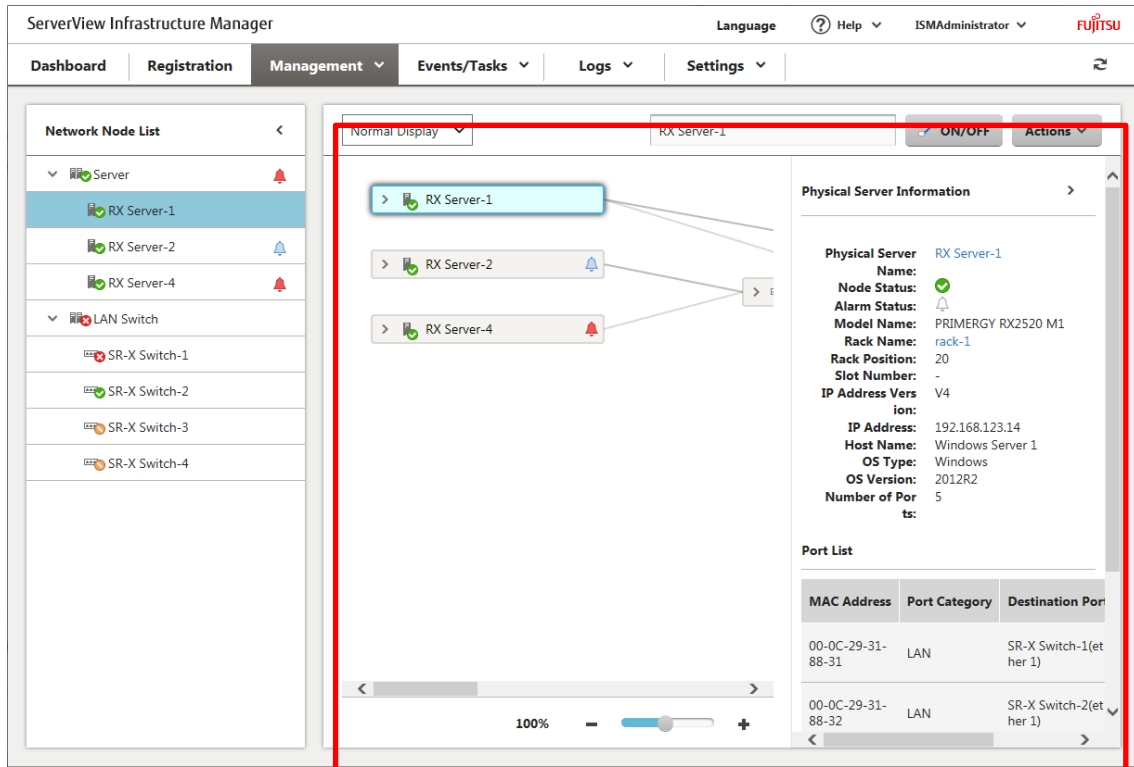 ServerView Infrastructure Manager
Language
Help
ISMAdministrator
FUJITSU
Dashboard
Registration
Management
Events/Tasks
Logs
Settings
Network Node List
Server
RX Server-1
RX Server-2
RX Server-4
LAN Switch
SR-X Switch-1
SR-X Switch-2
SR-X Switch-3
SR-X Switch-4
Normal Display
RX Server-1
ON/OFF
Actions
RX Server-1
RX Server-2
RX Server-4
100%
Physical Server Information
Physical Server RX Server-1
Name:
Node Status:
Alarm Status:
Model Name: PRIMERGY RX2520 M1
Rack Name: rack-1
Rack Position: 20
Slot Number: -
IP Address Vers V4
ion:
IP Address: 192.168.123.14
Host Name: Windows Server 1
OS Type: Windows
OS Version: 2012R2
Number of Por 5
ts:
Port List
MAC Address Port Category Destination Port
00-0C-29-31- LAN SR-X Switch-1(et
88-31 her 1)
00-0C-29-31- LAN SR-X Switch-2(et
88-32 her 1)